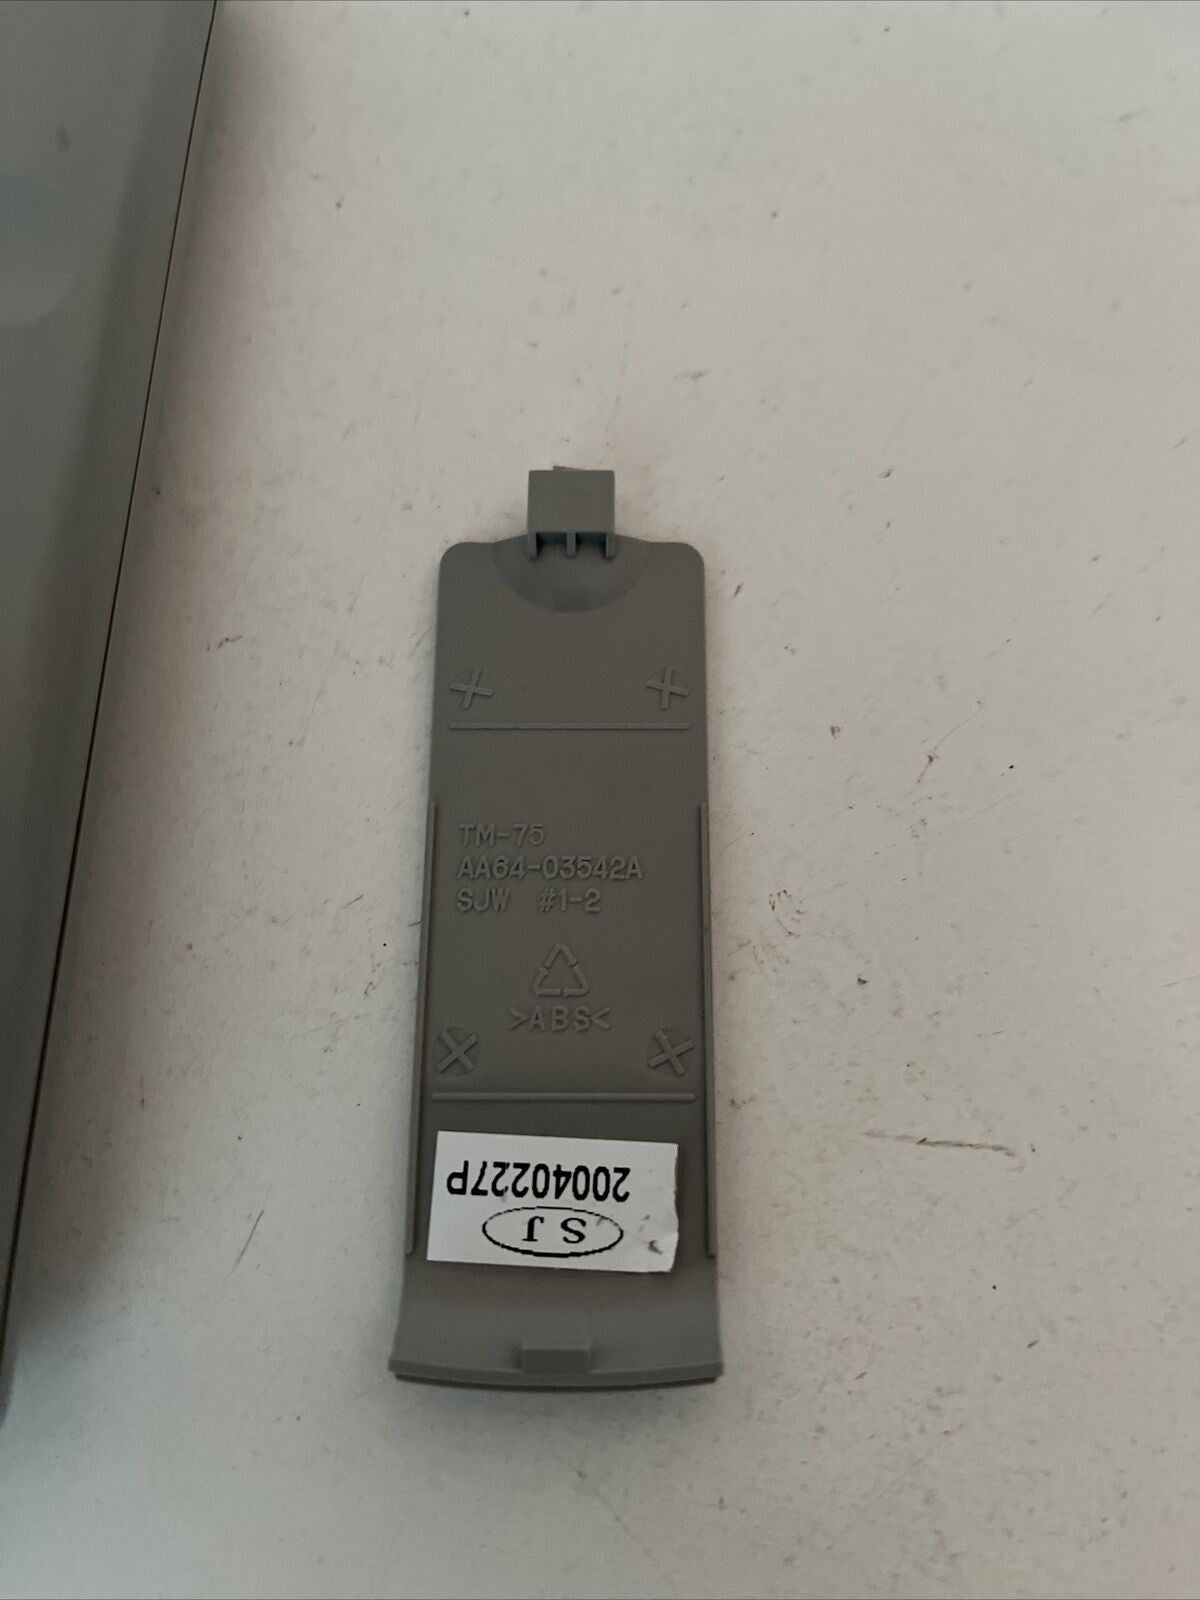 TM-75
AA64-03542A
SJW #1-2
>ABS<
SJ
20040227P